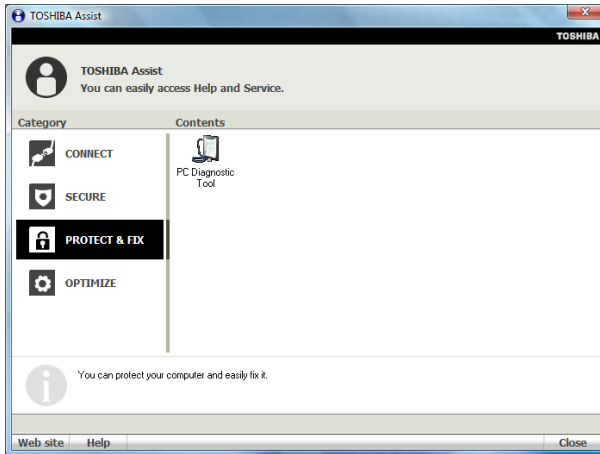 TOSHIBA Assist
TOSHIBA
TOSHIBA Assist
You can easily access Help and Service.
Category
Contents
CONNECT
SECURE
PROTECT & FIX
OPTIMIZE
PC Diagnostic
Tool
You can protect your computer and easily fix it.
Web site
Help
Close